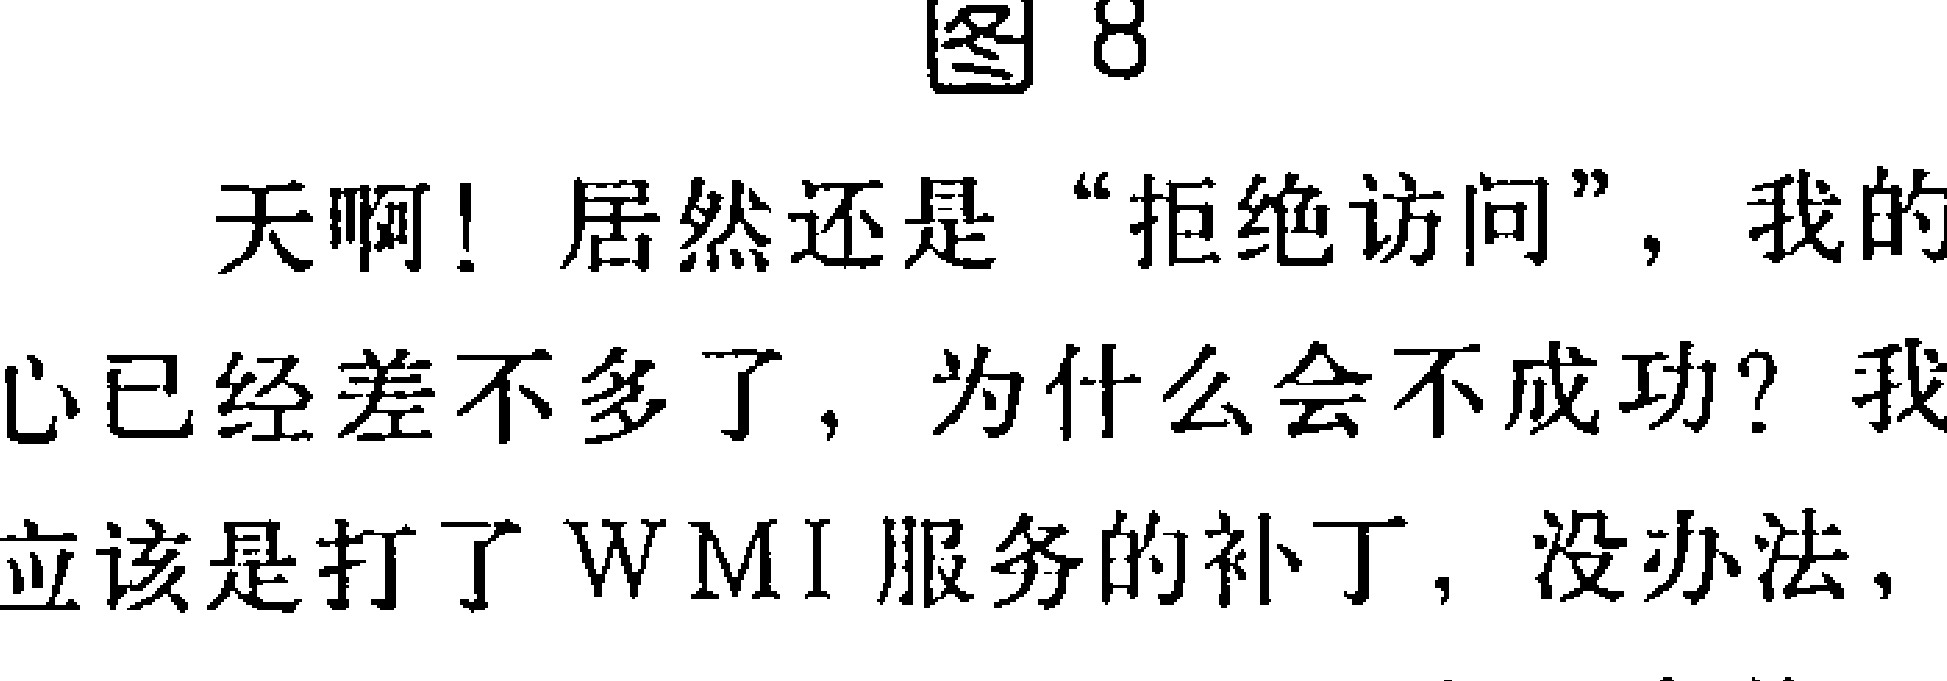 图 8
天啊！居然还是“拒绝访问”，我的
心已经差不多了，为什么会不成功？我
应该是打了 WMI 服务的补丁，没办法，